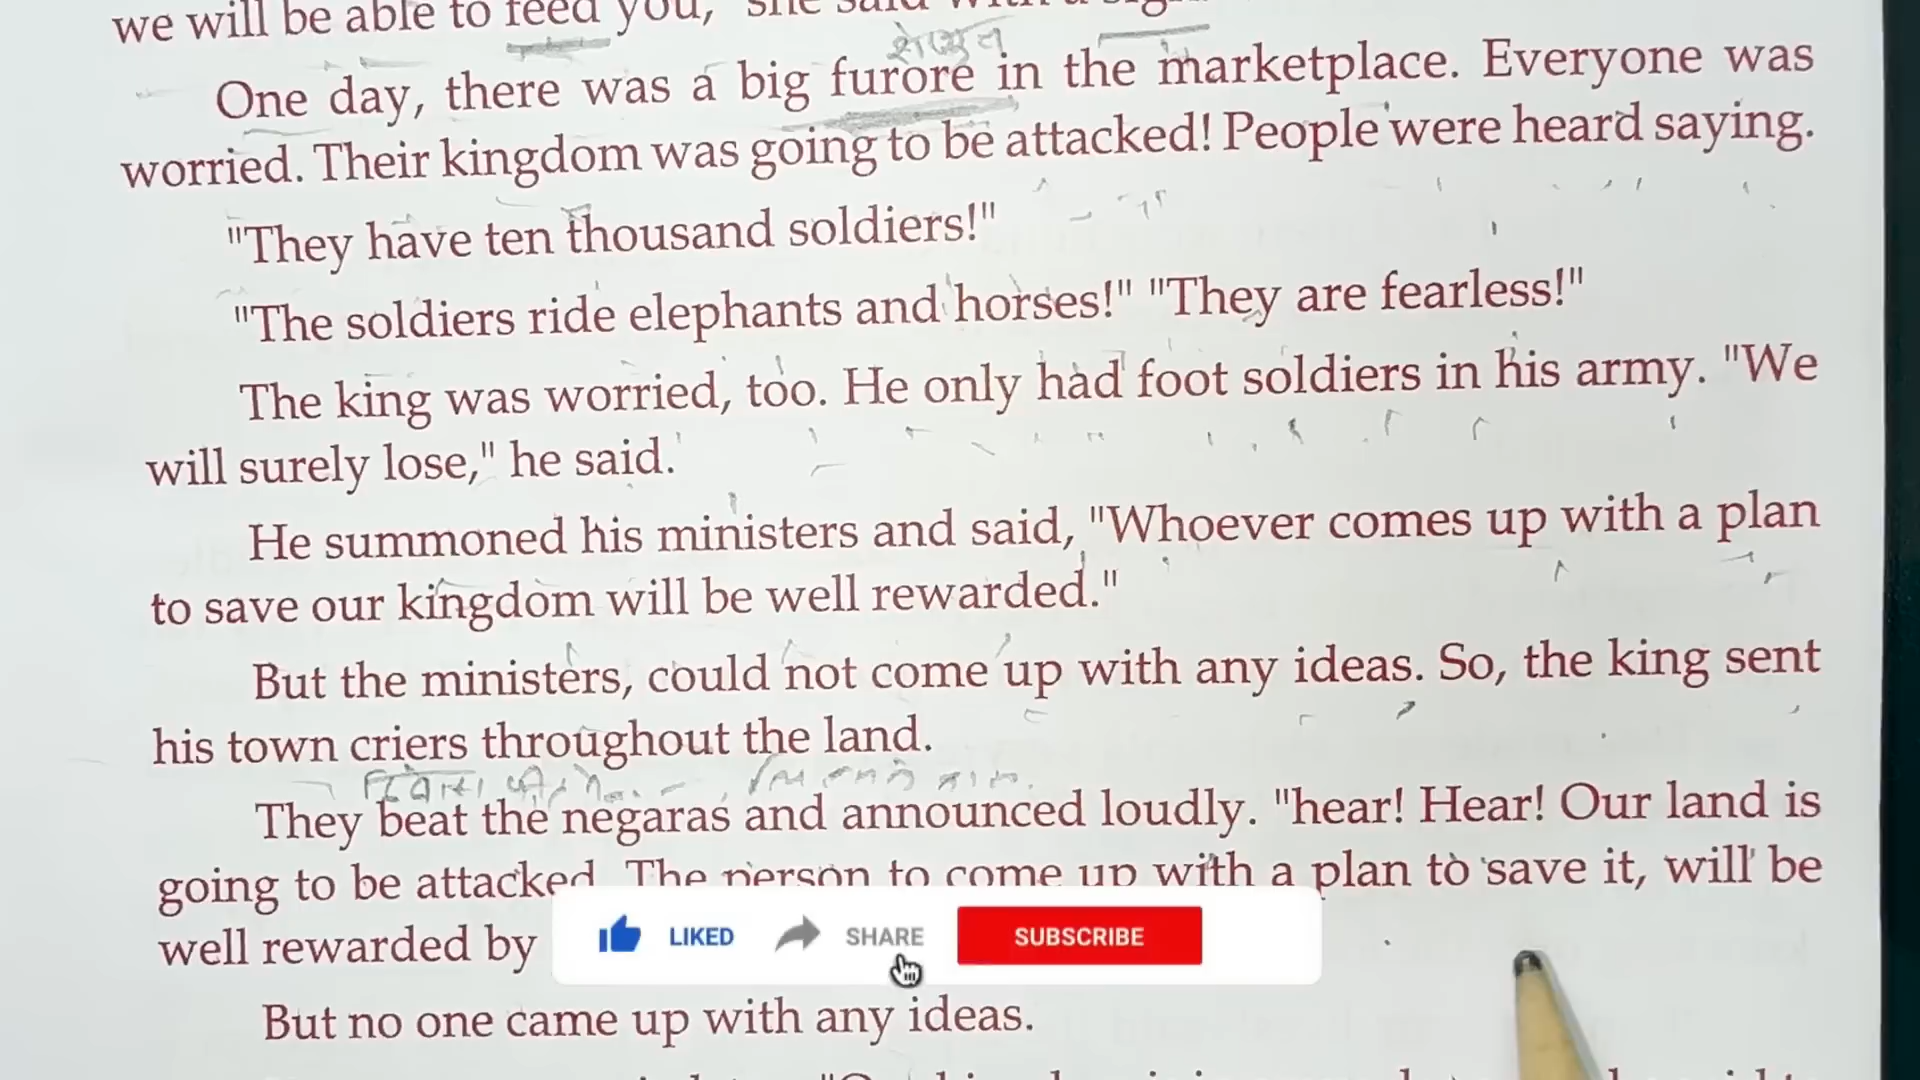 we will be able to feed you," she said with a sigh
One day, there was a big furore in the marketplace. Everyone was
worried. Their kingdom was going to be attacked! People were heard saying.
"They have ten thousand soldiers!"
"The soldiers ride elephants and horses!" "They are fearless!"
The king was worried, too. He only had foot soldiers in his army. "We
will surely lose," he said.
He summoned his ministers and said, "Whoever comes up with a plan
to save our kingdom will be well rewarded."
But the ministers, could not come up with any ideas. So, the king sent
his town criers throughout the land.
They beat the negaras and announced loudly. "hear! Hear! Our land is
going to be attacked. The person to come up with a plan to save it, will be
well rewarded by
LIKED SHARE SUBSCRIBE
But no one came up with any ideas.